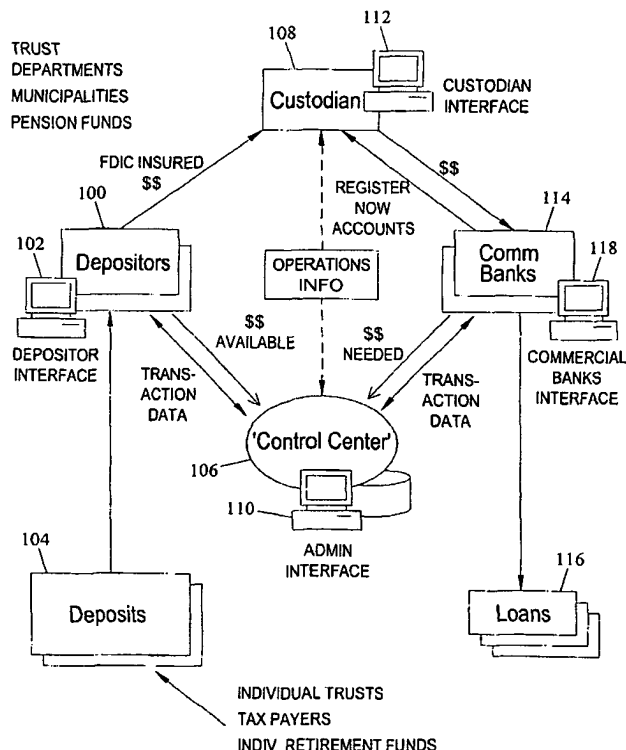 112
108
TRUST
DEPARTMENTS
MUNICIPALITIES
PENSION FUNDS
Custodian
CUSTODIAN
INTERFACE
FDIC INSURED
$$
$$
100
REGISTER
NOW
ACCOUNTS
114
102
Depositors
Comm
Banks
118
OPERATIONS
INFO
DEPOSITOR
INTERFACE
$$
AVAILABLE
$$
NEEDED
COMMERCIAL
BANKS
INTERFACE
TRANS-
ACTION
DATA
TRANS-
ACTION
DATA
'Control Center'
106
110
ADMIN
INTERFACE
104
116
Deposits
Loans
INDIVIDUAL TRUSTS
TAX PAYERS
INDIV. RETIREMENT FUNDS